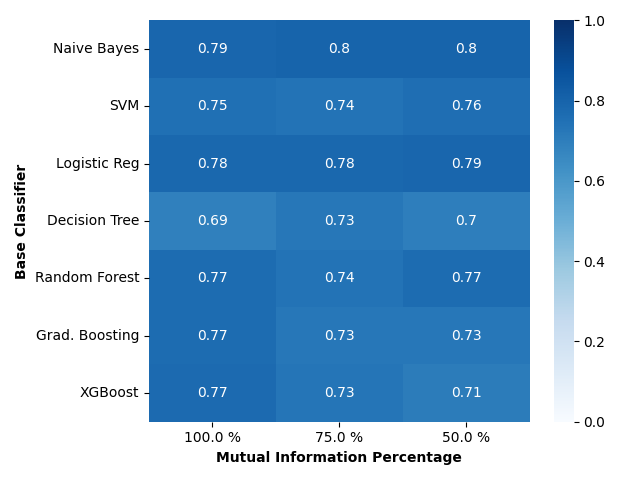 Naive Bayes 0.79 0.8 0.8
SVM 0.75 0.74 0.76
Logistic Reg 0.78 0.78 0.79
Decision Tree 0.69 0.73 0.7
Random Forest 0.77 0.74 0.77
Grad. Boosting 0.77 0.73 0.73
XGBoost 0.77 0.73 0.71
100.0 % 75.0 % 50.0 %
Mutual Information Percentage
Base Classifier
1.0
0.8
0.6
0.4
0.2
0.0